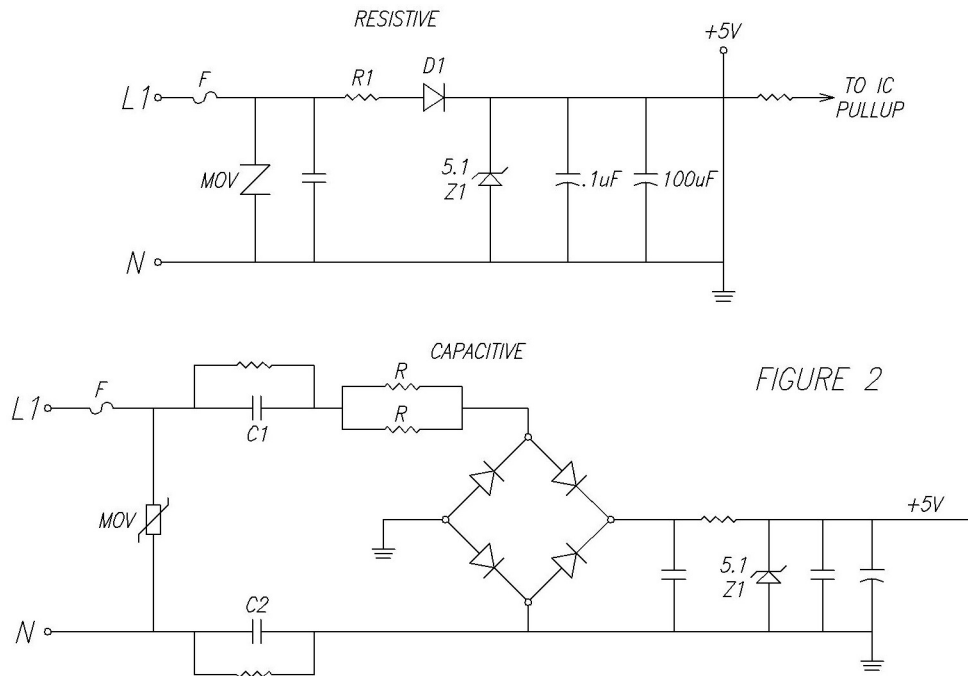 RESISTIVE
+5V
L1
F
R1
D1
TO IC
PULLUP
MOV
5.1
Z1
.1uF
100uF
N
CAPACITIVE
FIGURE 2
L1
F
R
R
C1
MOV
+5V
5.1
Z1
C2
N